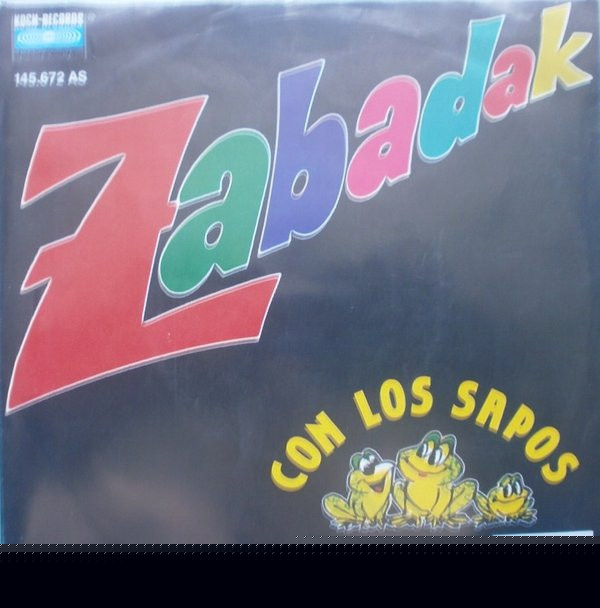 KOCH-RECORDS
145.672 AS
Zabadak
CON LOS SAPOS